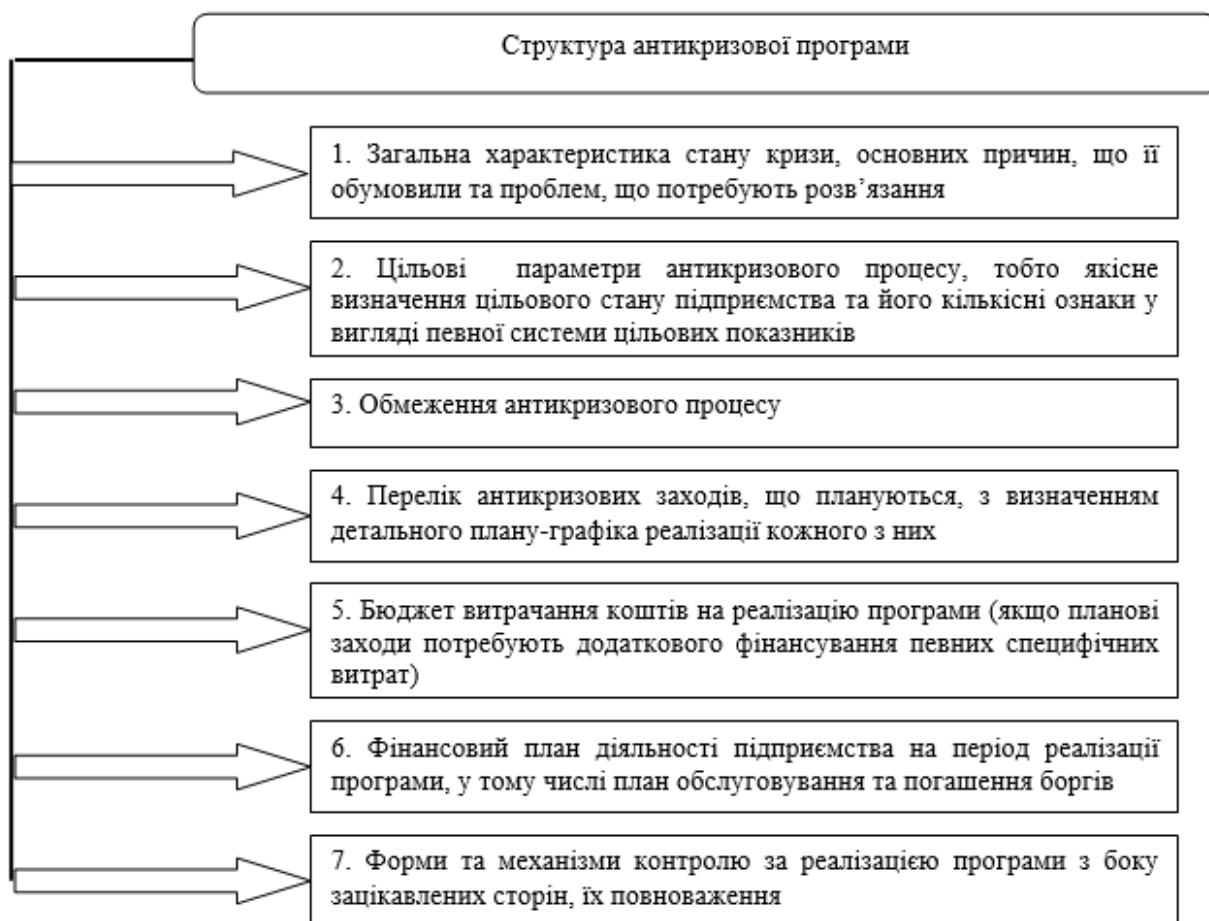 Структура антикризової програми
1. Загальна характеристика стану кризи, основних причин, що її
обумовили та проблем, що потребують розв’язання
2. Цільові параметри антикризового процесу, тобто якісне
визначення цільового стану підприємства та його кількісні ознаки у
вигляді певної системи цільових показників
3. Обмеження антикризового процесу
4. Перелік антикризових заходів, що плануються, з визначенням
детального плану-графіка реалізації кожного з них
5. Бюджет витрачання коштів на реалізацію програми (якщо планові
заходи потребують додаткового фінансування певних специфічних
витрат)
6. Фінансовий план діяльності підприємства на період реалізації
програми, у тому числі план обслуговування та погашення боргів
7. Форми та механізми контролю за реалізацією програми з боку
зацікавлених сторін, їх повноваження